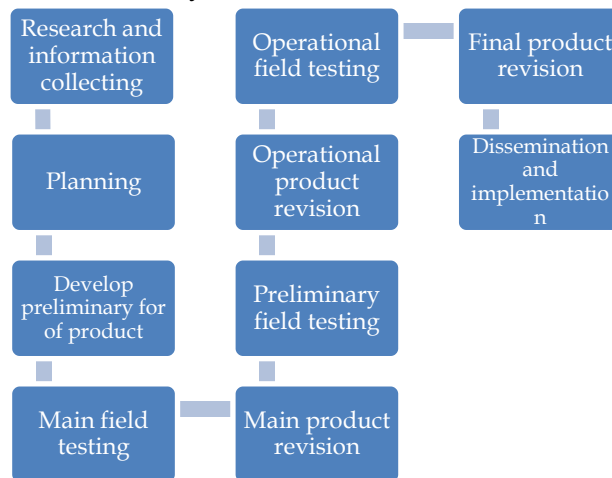 Research and
information
collecting
Planning
Develop
preliminary for
of product
Main field
testing
Main product
revision
Preliminary
field testing
Operational
product
revision
Operational
field testing
Final product
revision
Dissemination
and
implementatio
n